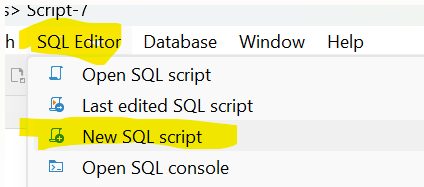 s> Script-7
h SQL Editor Database Window Help
Open SQL script
Last edited SQL script
New SQL script
Open SQL console